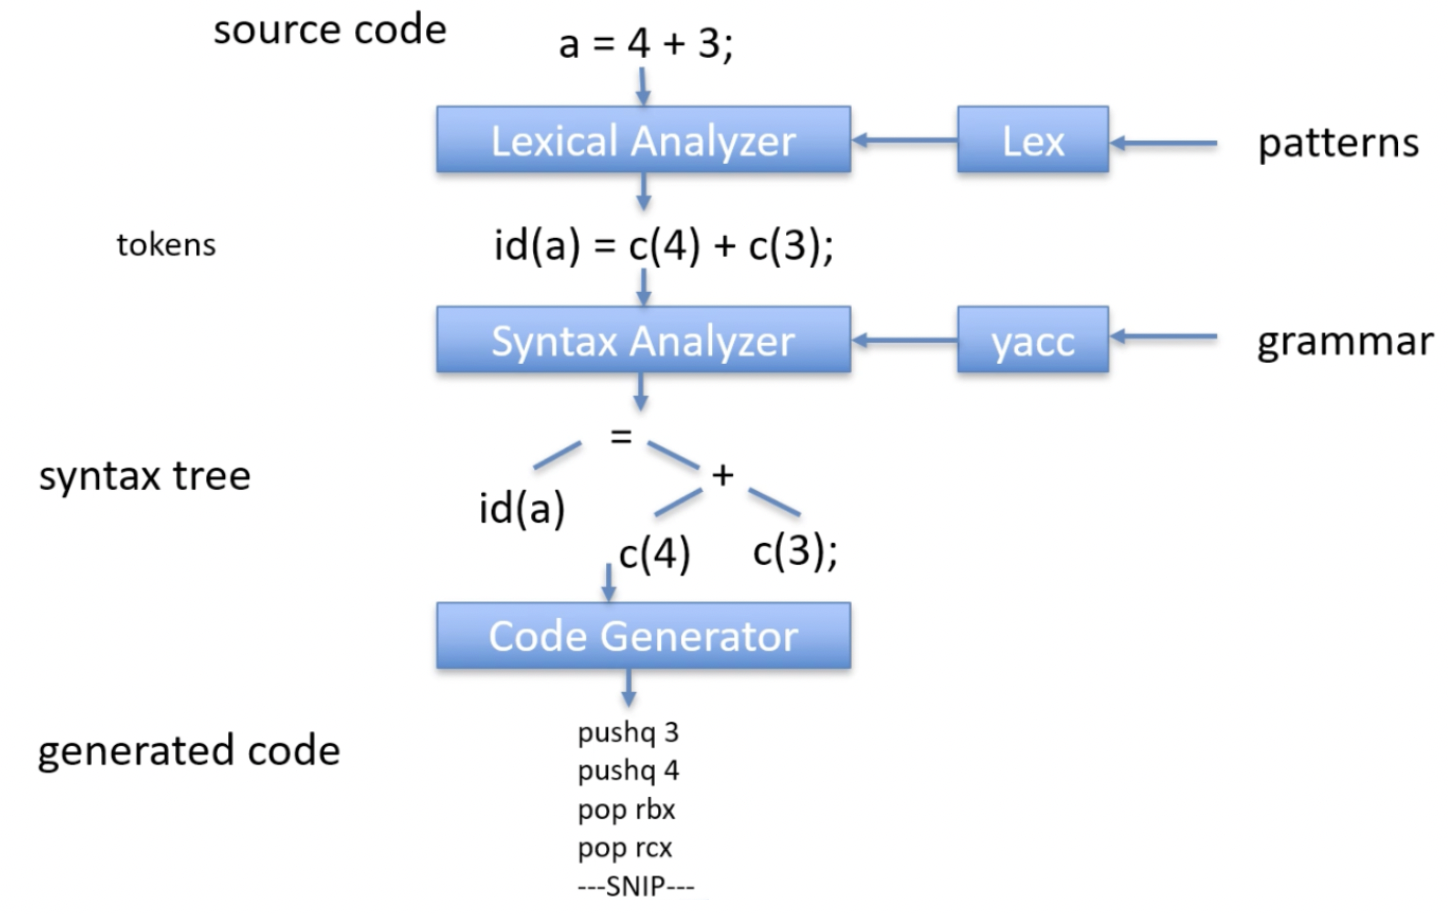 source code
a = 4 + 3;
Lexical Analyzer
Lex
patterns
tokens
id(a) = c(4) + c(3);
Syntax Analyzer
yacc
grammar
=
syntax tree
+
id(a)
c(4)
c(3);
Code Generator
generated code
pushq 3
pushq 4
pop rbx
pop rcx
---SNIP---